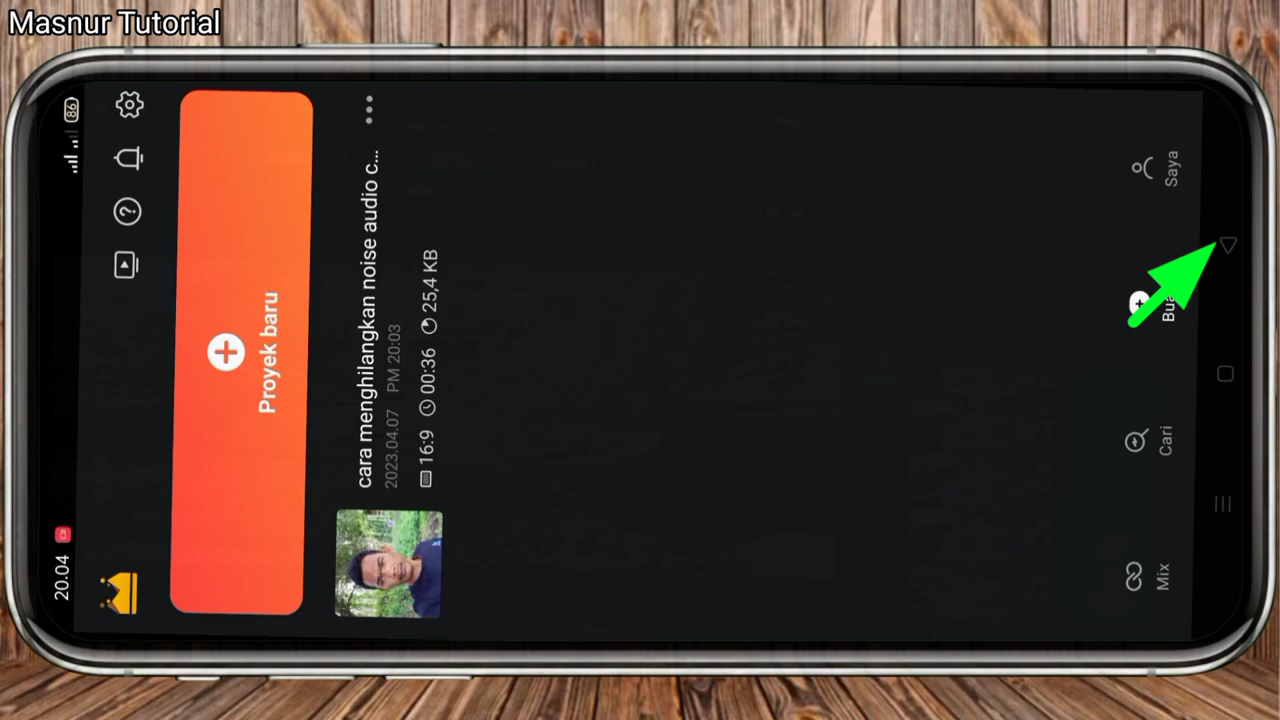 Masnur Tutorial
20.04
86
Proyek baru
cara menghilangkan noise audio c...
2023.04.07 PM 20:03
16:9 00:36 25,4 KB
Mix
Cari
Bua
Saya